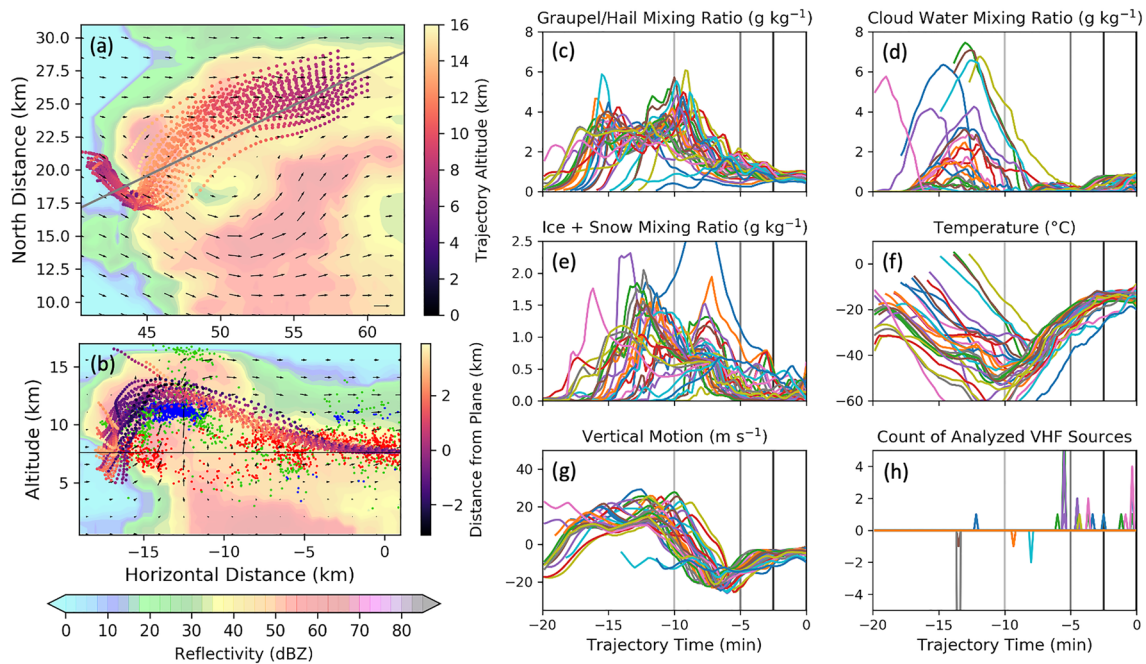 (a)
North Distance (km)
30.0
27.5
25.0
22.5
20.0
17.5
15.0
12.5
10.0
45 50 55 60
16
14
12
10
8
6
4
2
0
Trajectory Altitude (km)
(b)
Altitude (km)
15
10
5
0
−15 −10 −5 0
Horizontal Distance (km)
2
0
−2
Distance from Plane (km)
0 10 20 30 40 50 60 70 80
Reflectivity (dBZ)
Graupel/Hail Mixing Ratio (g kg⁻¹)
(c)
8
6
4
2
0
Cloud Water Mixing Ratio (g kg⁻¹)
(d)
8
6
4
2
0
Ice + Snow Mixing Ratio (g kg⁻¹)
(e)
2.5
2.0
1.5
1.0
0.5
0.0
Temperature (°C)
(f)
0
−20
−40
−60
Vertical Motion (m s⁻¹)
(g)
40
20
0
−20
−20 −15 −10 −5 0
Trajectory Time (min)
Count of Analyzed VHF Sources
(h)
4
2
0
−2
−4
−20 −15 −10 −5 0
Trajectory Time (min)